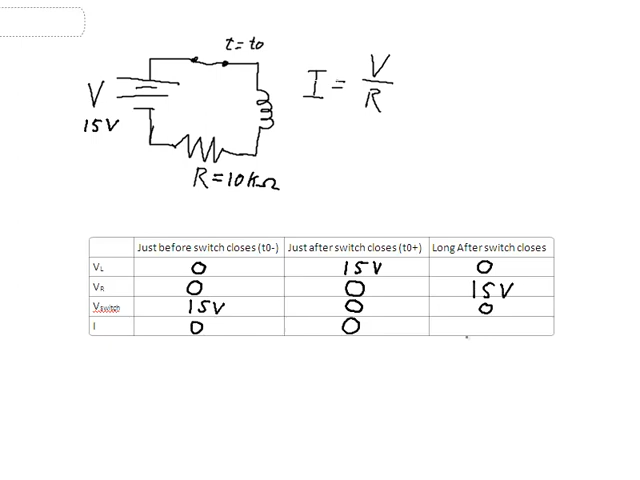 t = to
V
15V
R = 10kΩ
I = V/R
Just before switch closes (t0-) Just after switch closes (t0+) Long After switch closes
VL 0 15V 0
VR 0 0 15V
Vswitch 15V 0 0
I 0 0